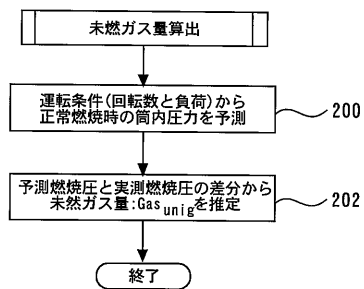 未燃ガス量算出
運転条件(回転数と負荷)から
正常燃焼時の筒内圧力を予測
200
予測燃焼圧と実測燃焼圧の差分から
未燃ガス量:Gasunigを推定
202
終了